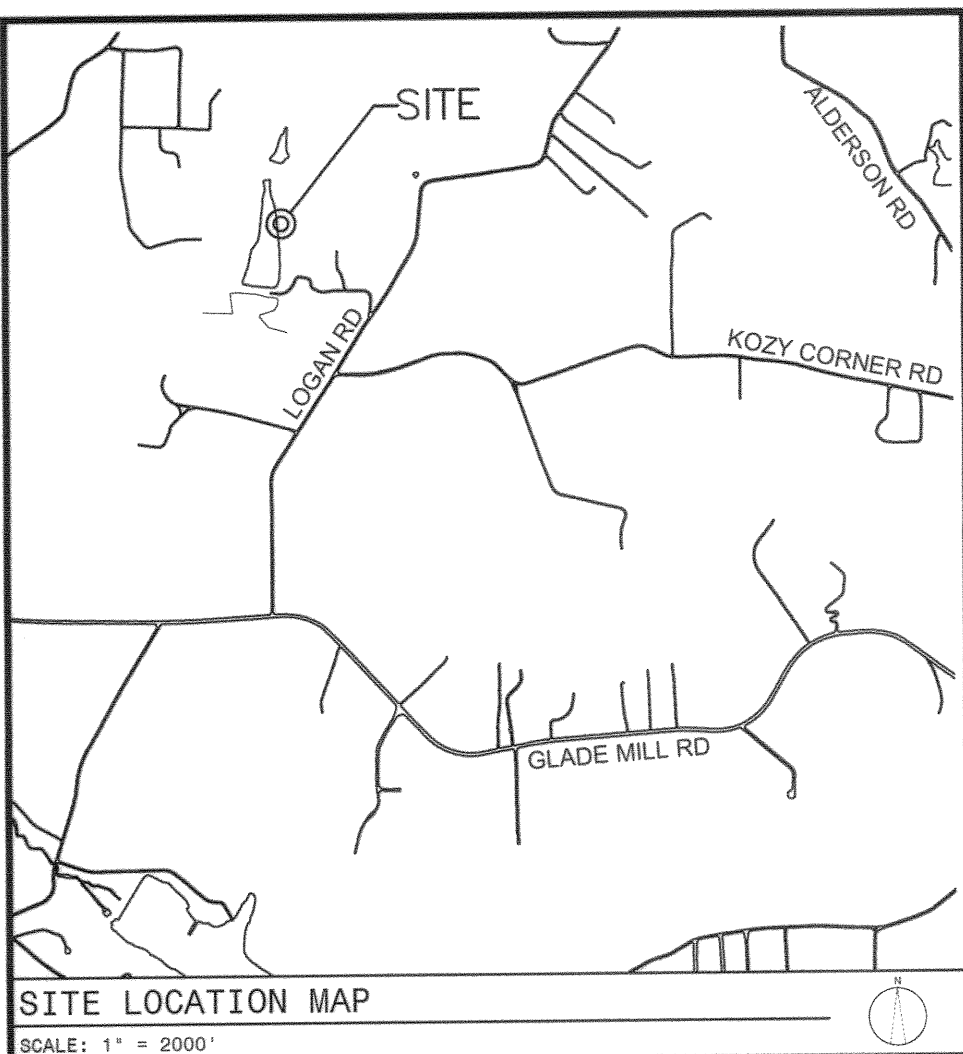 SITE
ALDERSON RD
KOZY CORNER RD
LOGAN RD
GLADE MILL RD
SITE LOCATION MAP
N
SCALE: 1" = 2000'